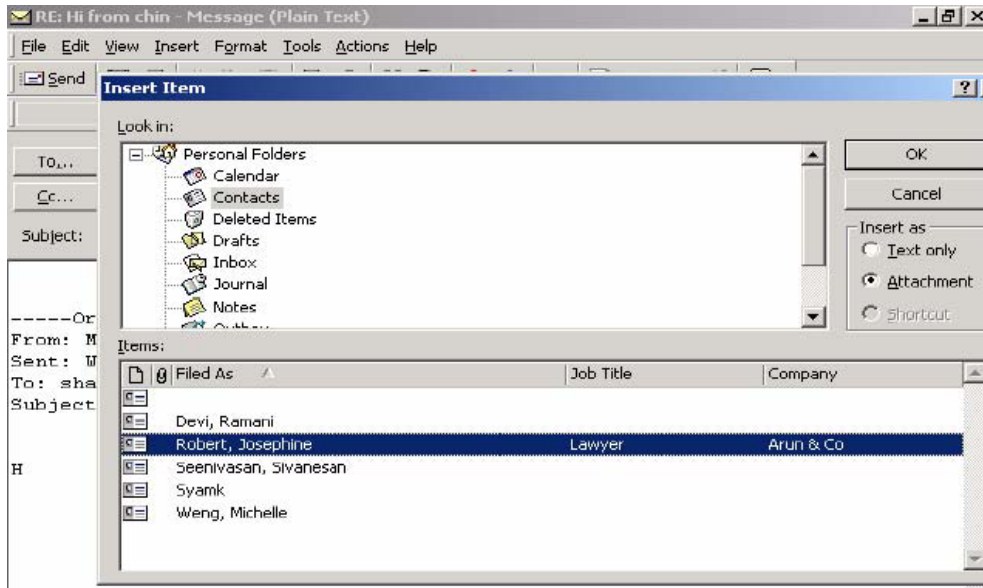 RE: Hi from chin - Message (Plain Text)
File Edit View Insert Format Tools Actions Help
Send
Insert Item
Look in:
To...
Cc...
Subject:
Personal Folders
Calendar
Contacts
Deleted Items
Drafts
Inbox
Journal
Notes
OK
Cancel
Insert as
Text only
Attachment
Shortcut
-----Or
From: M
Sent: W
To: sha
Subject
H
Items:
Filed As Job Title Company
Devi, Ramani
Robert, Josephine Lawyer Arun & Co
Seenivasan, Sivanesan
Syamk
Weng, Michelle